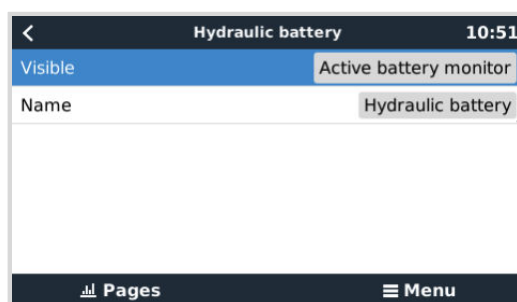 Hydraulic battery 10:51
Visible Active battery monitor
Name Hydraulic battery
Pages Menu